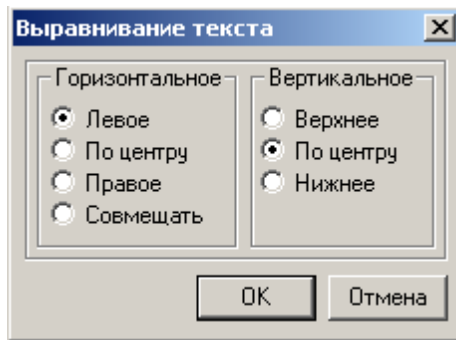 Выравнивание текста
Горизонтальное
Левое
По центру
Правое
Совмещать
Вертикальное
Верхнее
По центру
Нижнее
OK
Отмена